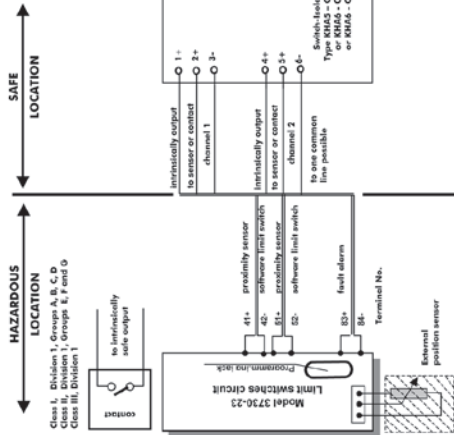 HAZARDOUS
LOCATION
SAFE
LOCATION
Class I, Division 1, Groups A, B, C, D
Class II, Division 1, Groups E, F and G
Class III, Division 1
contact
to intrinsically
safe output
Model 3730-23
Limit switches circuit
Programming jack
41+
42-
51+
52-
83+
84-
Terminal No.
proximity sensor
software limit switch
proximity sensor
software limit switch
fault alarm
External
position sensor
intrinsically output
to sensor or contact
channel 1
intrinsically output
to sensor or contact
channel 2
to one common
line possible
1+
2+
3-
4+
5+
6-
Type KHA5 -
or KHA6 -
or KHA6 -